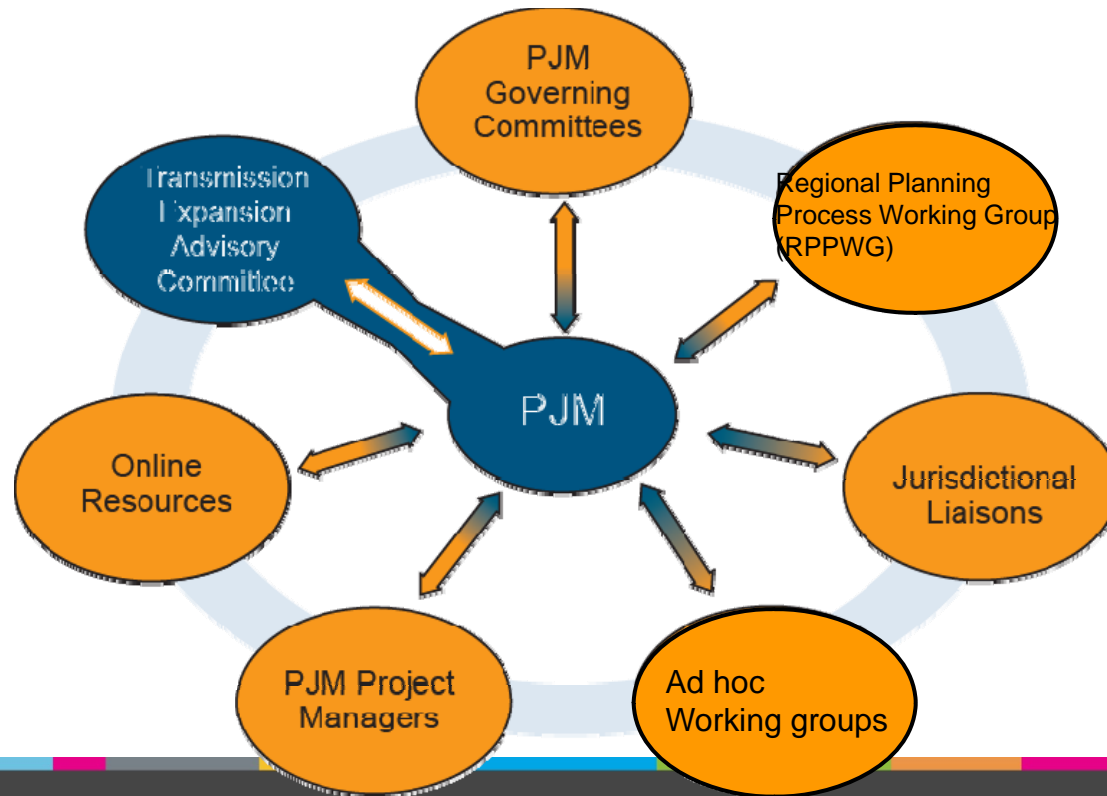 PJM
Governing
Committees
Transmission
Expansion
Advisory
Committee
Regional Planning
Process Working Group
(RPPWG)
PJM
Online
Resources
Jurisdictional
Liaisons
PJM Project
Managers
Ad hoc
Working groups